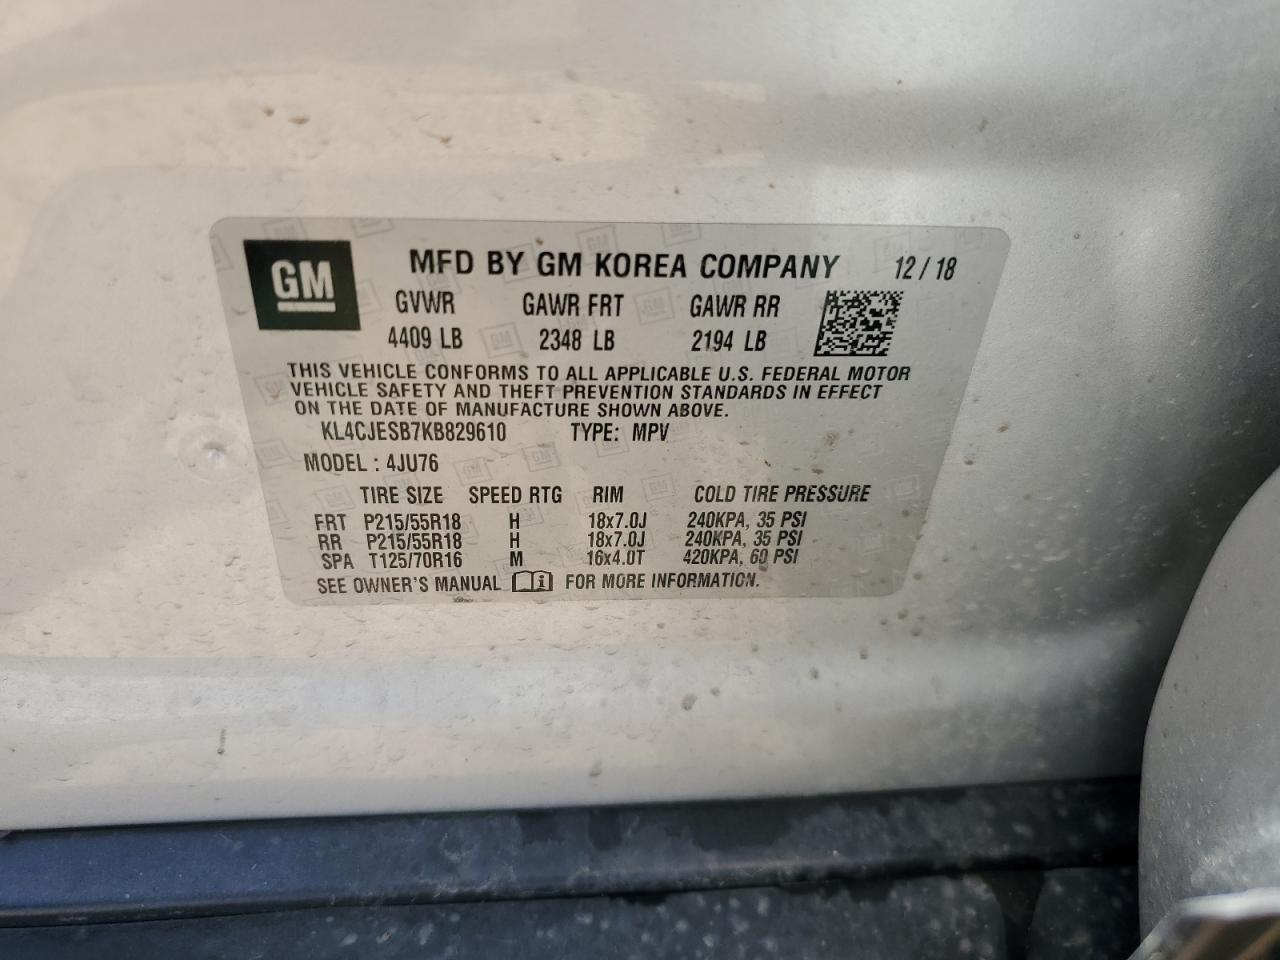 GM MFD BY GM KOREA COMPANY 12/18
GVWR GAWR FRT GAWR RR
4409 LB 2348 LB 2194 LB
THIS VEHICLE CONFORMS TO ALL APPLICABLE U.S. FEDERAL MOTOR
VEHICLE SAFETY AND THEFT PREVENTION STANDARDS IN EFFECT
ON THE DATE OF MANUFACTURE SHOWN ABOVE.
KL4CJESB7KB829610 TYPE: MPV
MODEL : 4JU76
TIRE SIZE SPEED RTG RIM COLD TIRE PRESSURE
FRT P215/55R18 H 18x7.0J 240KPA, 35 PSI
RR P215/55R18 H 18x7.0J 240KPA, 35 PSI
SPA T125/70R16 M 16x4.0T 420KPA, 60 PSI
SEE OWNER'S MANUAL FOR MORE INFORMATION.